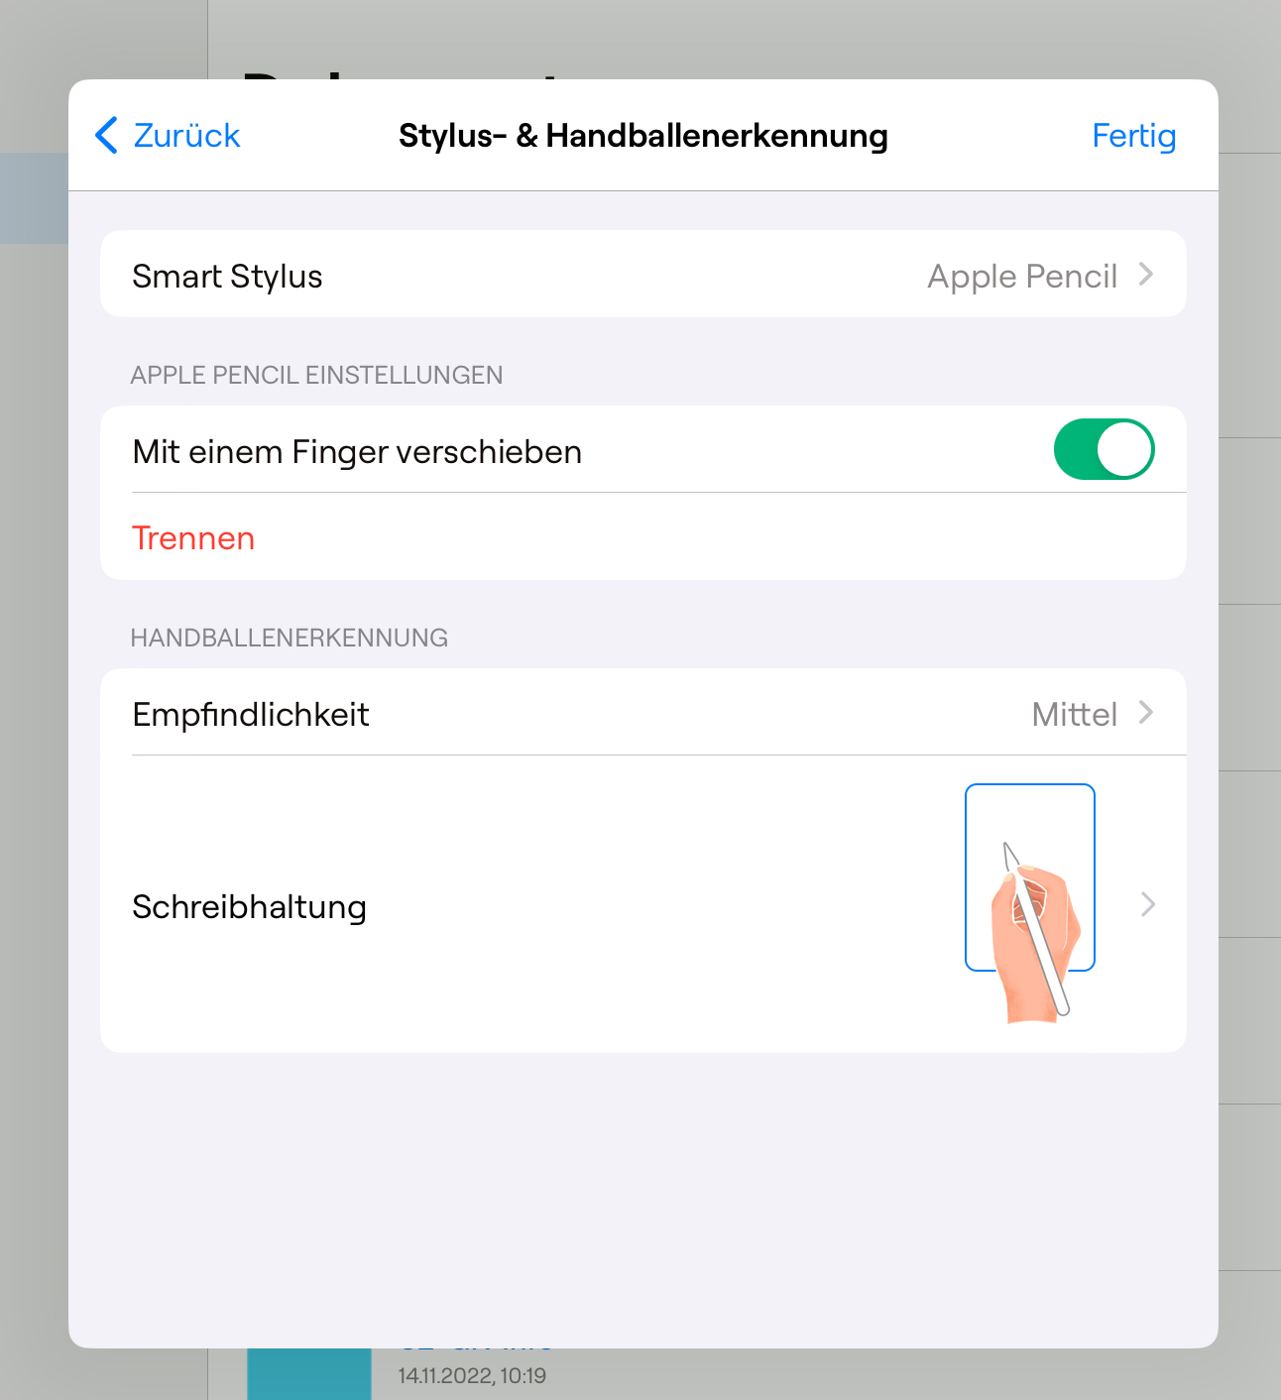 Zurück
Stylus- & Handballenerkennung
Fertig
Smart Stylus
Apple Pencil
APPLE PENCIL EINSTELLUNGEN
Mit einem Finger verschieben
Trennen
HANDBALLENERKENNUNG
Empfindlichkeit
Mittel
Schreibhaltung
14.11.2022, 10:19